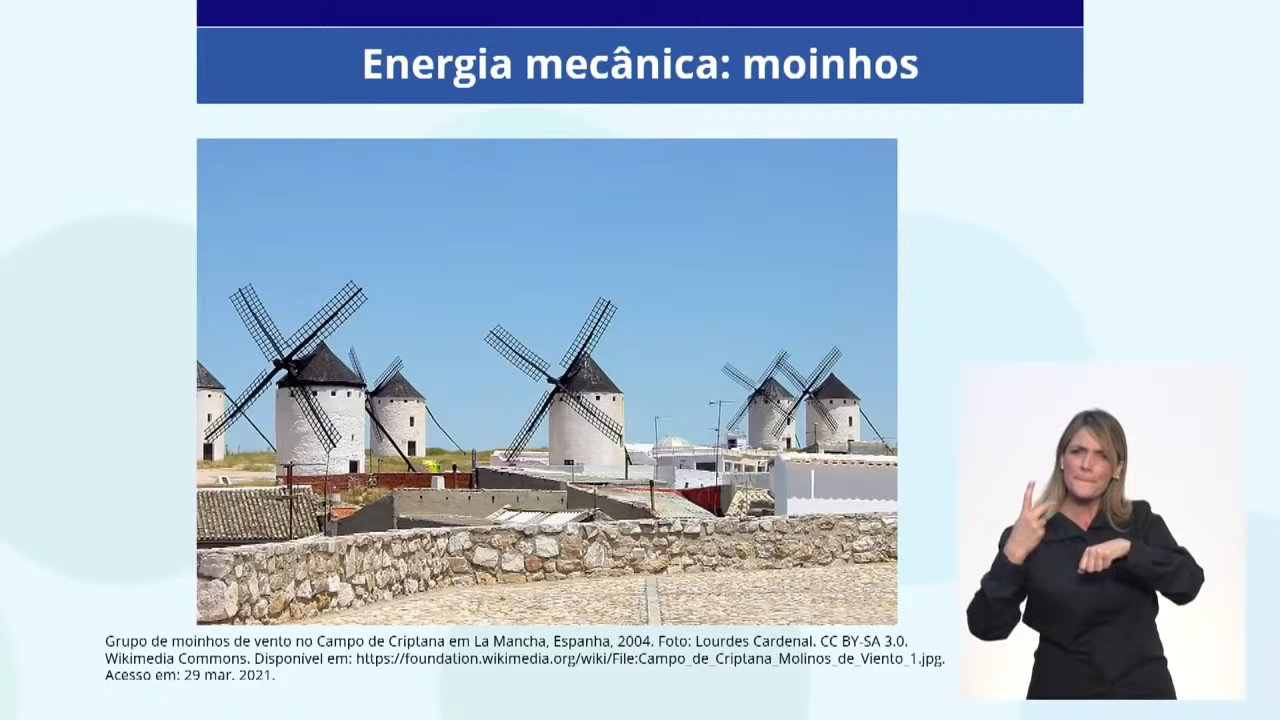 Energia mecânica: moinhos
Grupo de moinhos de vento no Campo de Criptana em La Mancha, Espanha, 2004. Foto: Lourdes Cardenal. CC BY-SA 3.0.
Wikimedia Commons. Disponível em: https://foundation.wikimedia.org/wiki/File:Campo_de_Criptana_Molinos_de_Viento_1.jpg.
Acesso em: 29 mar. 2021.